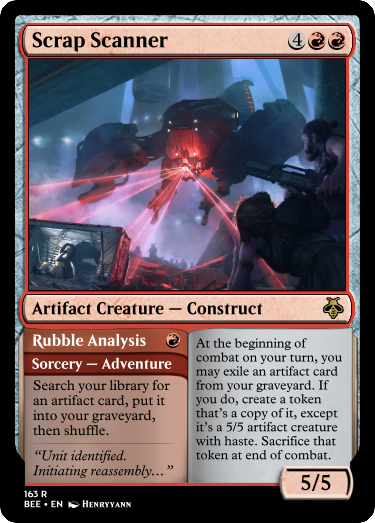 Scrap Scanner 4
Artifact Creature — Construct
Rubble Analysis
Sorcery — Adventure
Search your library for
an artifact card, put it
into your graveyard,
then shuffle.
“Unit identified.
Initiating reassembly…”
At the beginning of
combat on your turn, you
may exile an artifact card
from your graveyard. If
you do, create a token
that’s a copy of it, except
it’s a 5/5 artifact creature
with haste. Sacrifice that
token at end of combat.
5/5
163 R
BEE • EN Henryyann